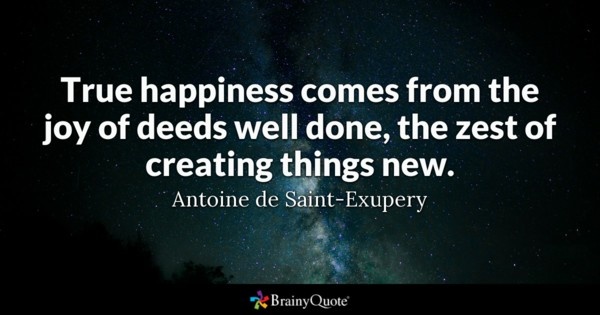 True happiness comes from the
joy of deeds well done, the zest of
creating things new.
Antoine de Saint-Exupery
BrainyQuote®